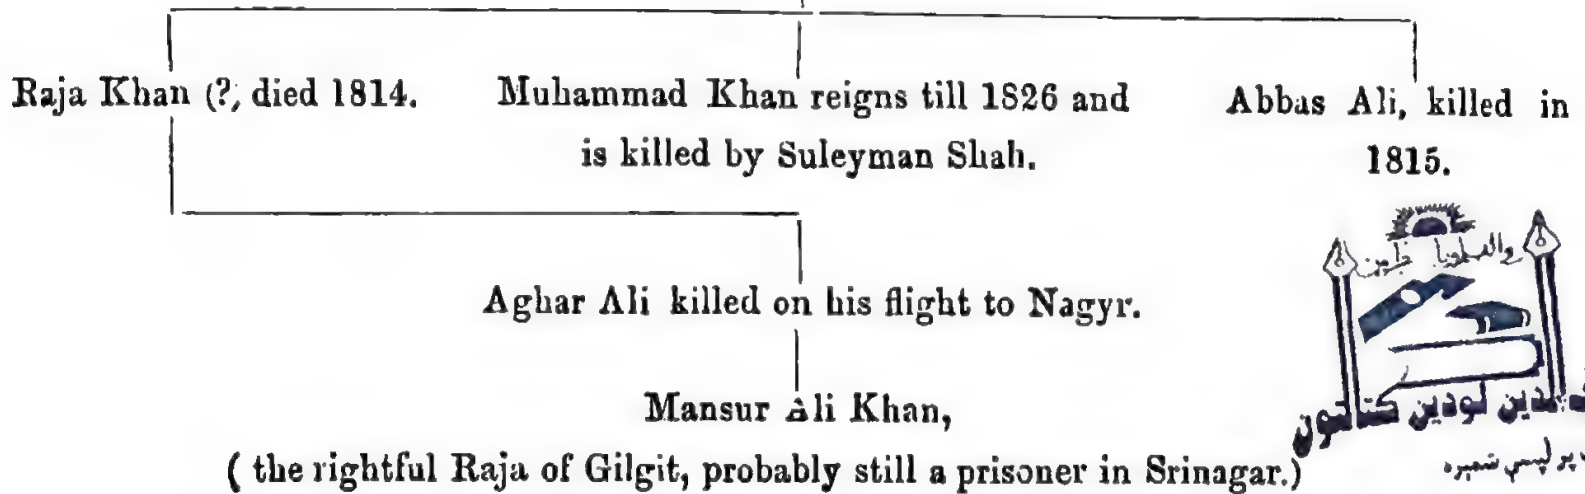 Raja Khan (?, died 1814.
Muhammad Khan reigns till 1826 and
is killed by Suleyman Shah.
Abbas Ali, killed in
1815.
Aghar Ali killed on his flight to Nagyr.
Mansur Ali Khan,
( the rightful Raja of Gilgit, probably still a prisoner in Srinagar.)